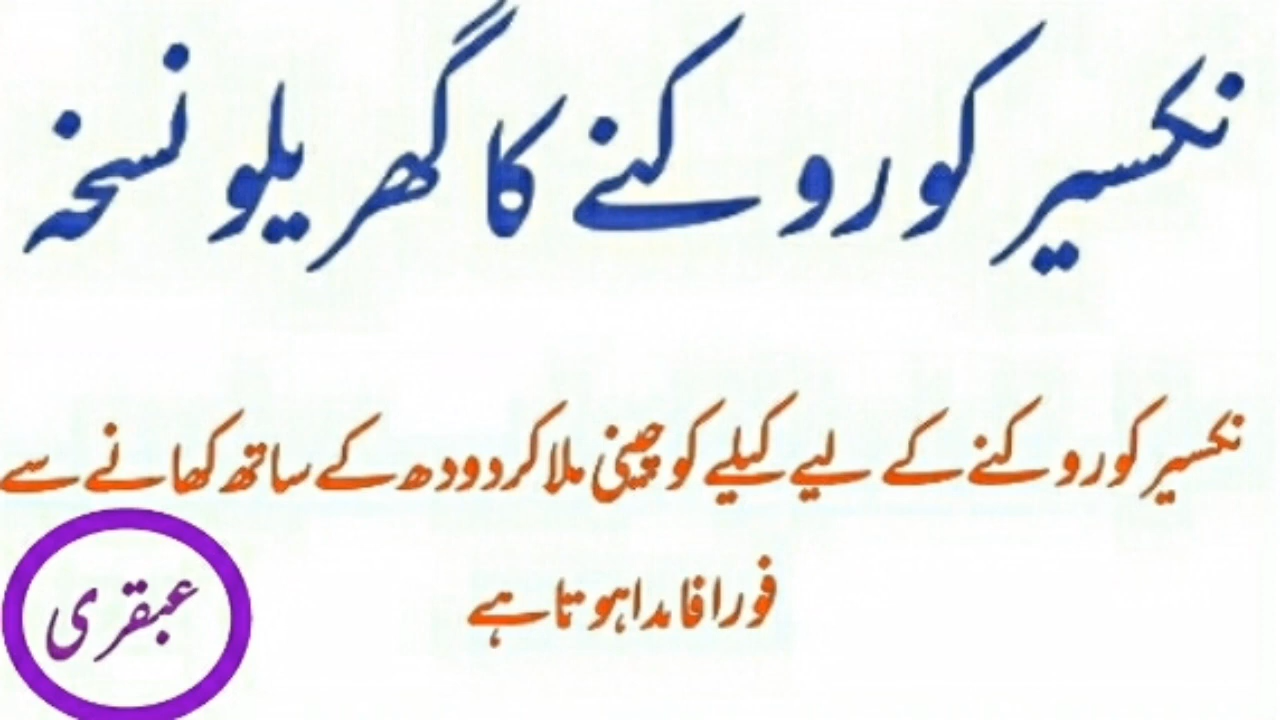 نکسیر کو روکنے کا گھریلو نسخہ
نکسیر کو روکنے کے لیے کیلے کو چینی ملا کر دودھ کے ساتھ کھانے سے
فورا فایدا ہوتا ہے
عبقری